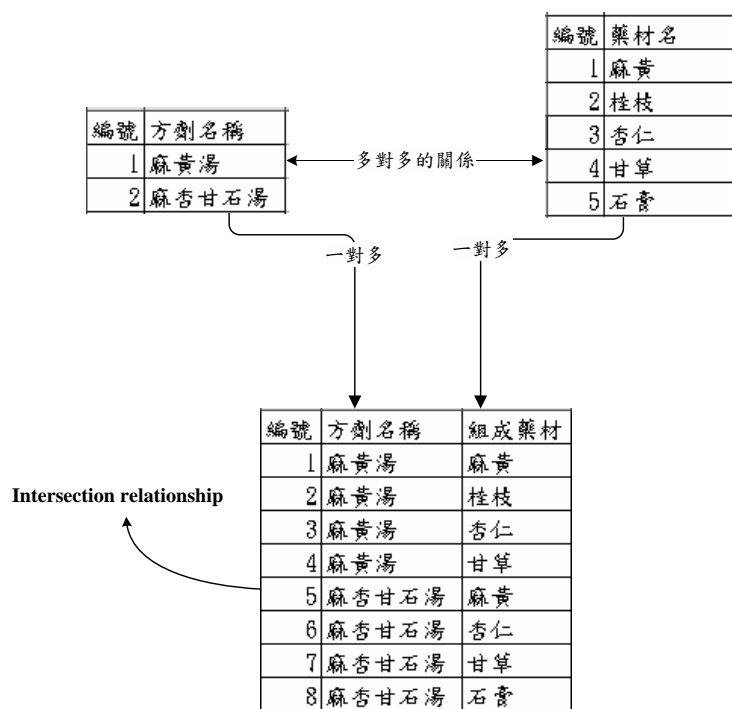 編號 藥材名
1 麻黃
2 桂枝
3 杏仁
4 甘草
5 石膏
編號 方劑名稱
1 麻黃湯
2 麻杏甘石湯
多對多的關係
一對多
一對多
編號 方劑名稱 組成藥材
1 麻黃湯 麻黃
2 麻黃湯 桂枝
3 麻黃湯 杏仁
4 麻黃湯 甘草
5 麻杏甘石湯 麻黃
6 麻杏甘石湯 杏仁
7 麻杏甘石湯 甘草
8 麻杏甘石湯 石膏
Intersection relationship